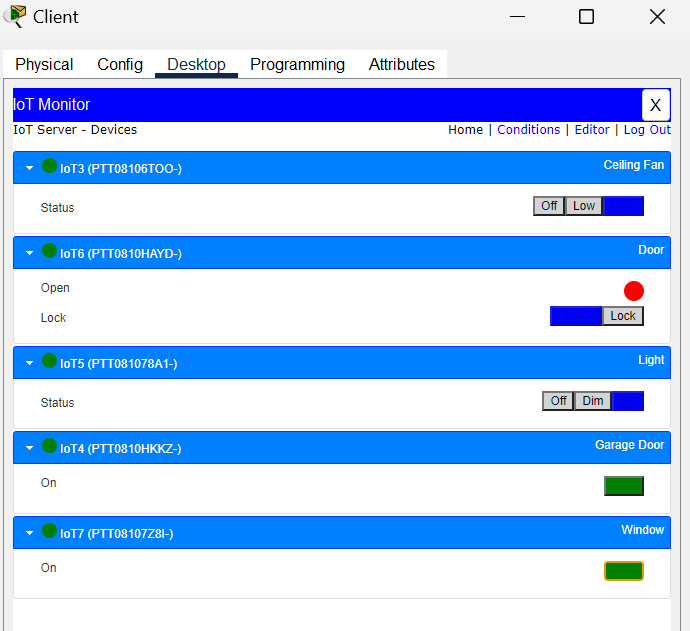 Client
Physical Config Desktop Programming Attributes
IoT Monitor X
IoT Server - Devices Home | Conditions | Editor | Log Out
IoT3 (PTT08106TOO-) Ceiling Fan
Status Off Low
IoT6 (PTT0810HAYD-) Door
Open
Lock Lock
IoT5 (PTT081078A1-) Light
Status Off Dim
IoT4 (PTT0810HKKZ-) Garage Door
On
IoT7 (PTT08107Z8I-) Window
On